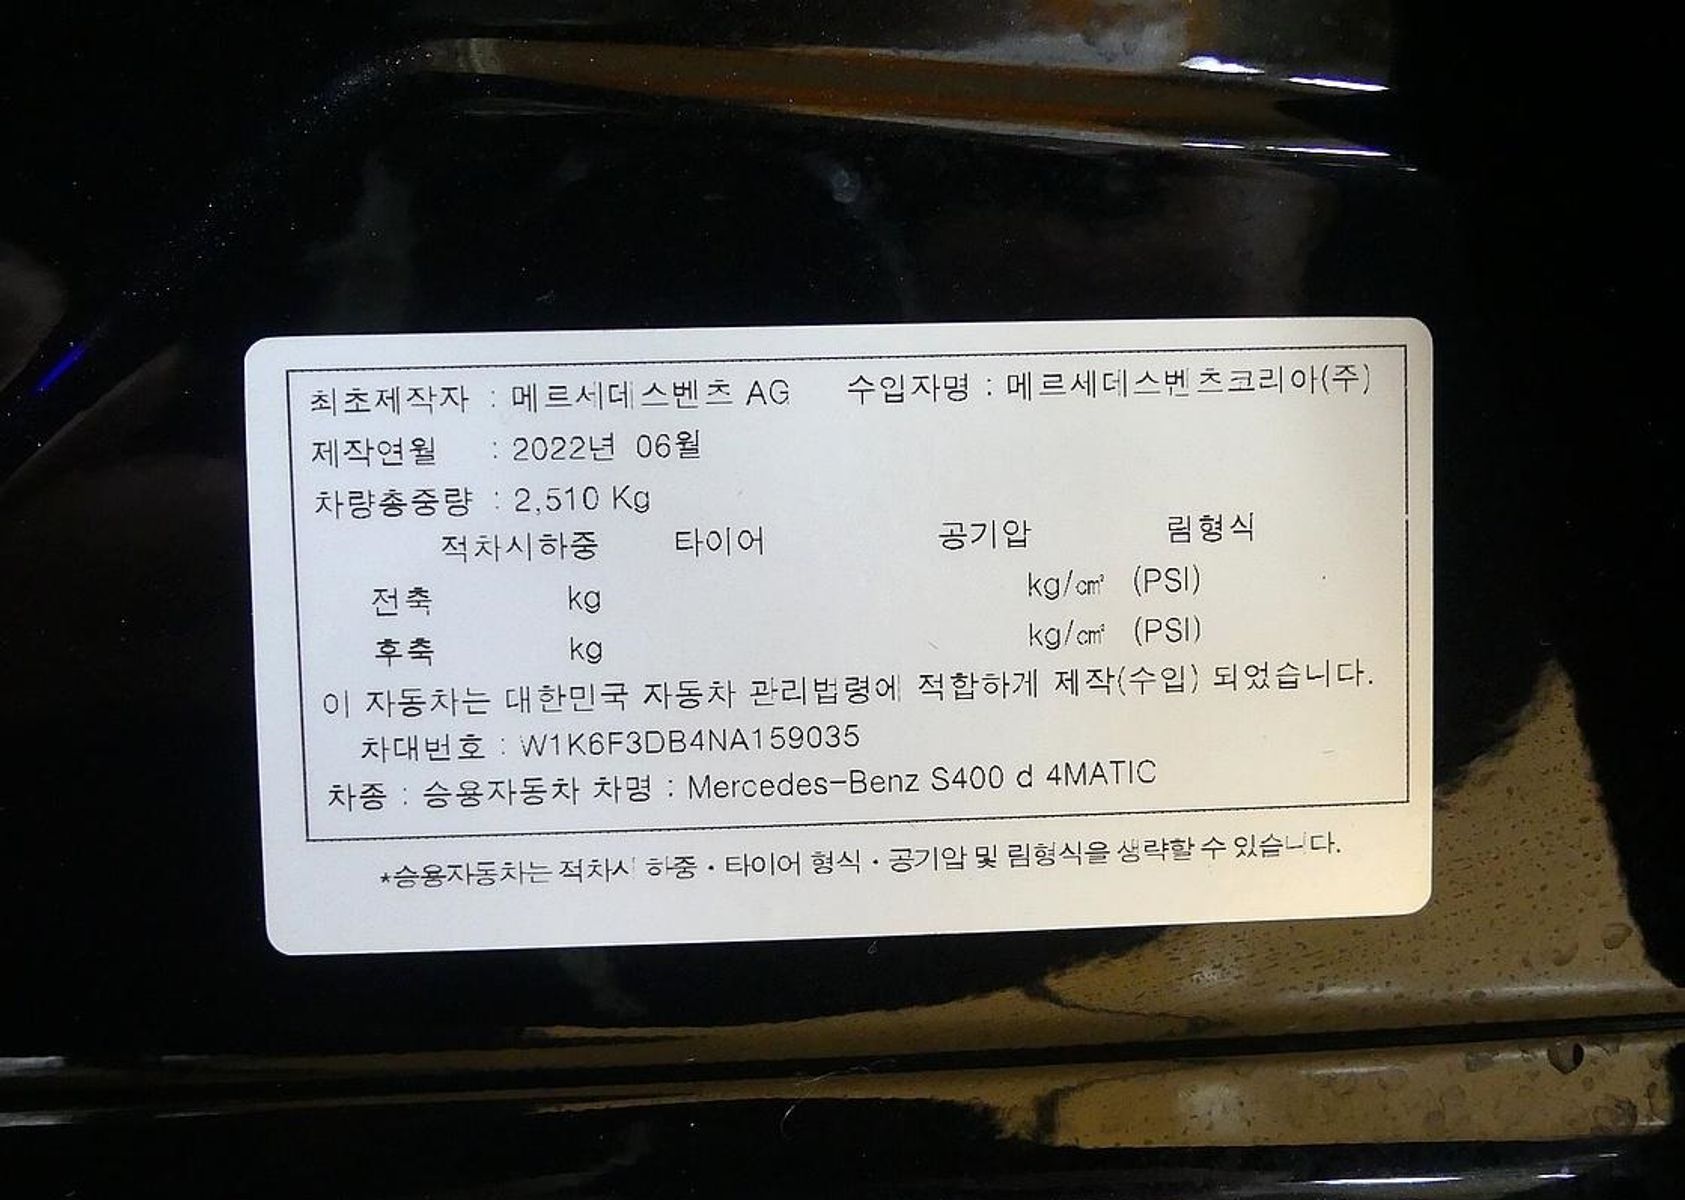 최초제작자 : 메르세데스벤츠 AG 수입자명 : 메르세데스벤츠코리아(주)
제작연월 : 2022년 06월
차량총중량 : 2,510 Kg
적차시하중 타이어 공기압 림형식
전축 kg kg/㎠ (PSI)
후축 kg kg/㎠ (PSI)
이 자동차는 대한민국 자동차 관리법령에 적합하게 제작(수입) 되었습니다.
차대번호 : W1K6F3DB4NA159035
차종 : 승용자동차 차명 : Mercedes-Benz S400 d 4MATIC
*승용자동차는 적차시 하중·타이어 형식·공기압 및 림형식을 생략할 수 있습니다.